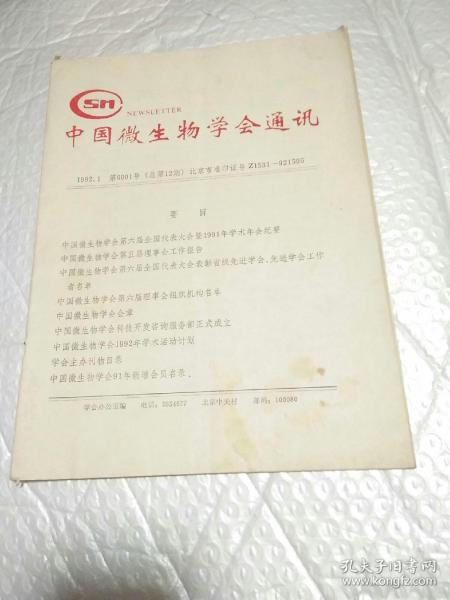 CSM
NEWSLETTER
中国微生物学会通讯
1992.1 第0001号(总第12期)北京市准印证号Z1531—921505
要目
中国微生物学会第六届全国代表大会暨1991年学术年会纪要
中国微生物学会第五届理事会工作报告
中国微生物学会第六届全国代表大会表彰省级先进学会、先进学会工作
者名单
中国微生物学会第六届理事会组织机构名单
中国微生物学会会章
中国微生物学会科技开发咨询服务部正式成立
中国微生物学会1992年学术活动计划
学会主办刊物目录
中国微生物学会91年新增会员名录.
学会办公室编 电话: 2554677 北京中关村 邮码: 100080
孔夫子旧书网
www.kongfz.com